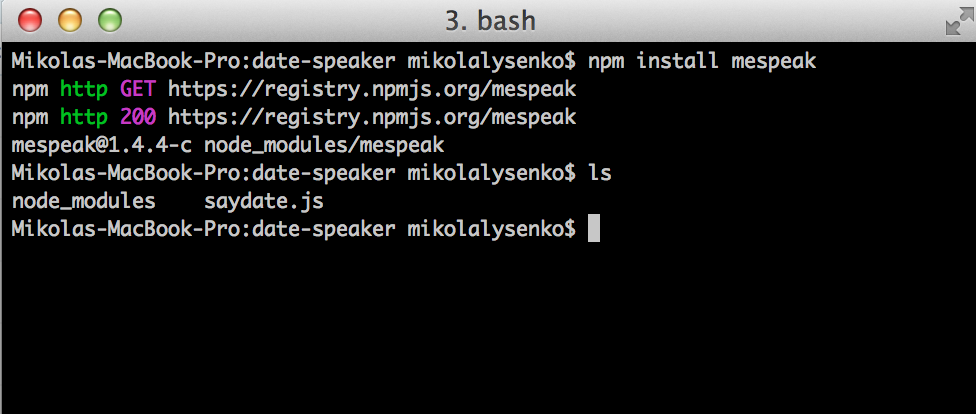 3. bash
Mikolas-MacBook-Pro:date-speaker mikolalysenko$ npm install mespeak
npm http GET https://registry.npmjs.org/mespeak
npm http 200 https://registry.npmjs.org/mespeak
mespeak@1.4.4-c node_modules/mespeak
Mikolas-MacBook-Pro:date-speaker mikolalysenko$ ls
node_modules    saydate.js
Mikolas-MacBook-Pro:date-speaker mikolalysenko$